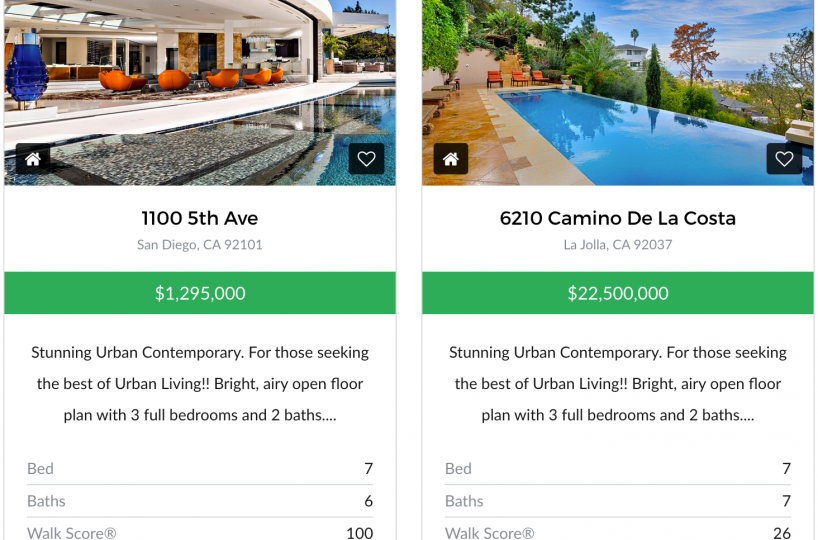 1100 5th Ave
San Diego, CA 92101
$1,295,000
Stunning Urban Contemporary. For those seeking
the best of Urban Living!! Bright, airy open floor
plan with 3 full bedrooms and 2 baths....
Bed 7
Baths 6
Walk Score® 100
6210 Camino De La Costa
La Jolla, CA 92037
$22,500,000
Stunning Urban Contemporary. For those seeking
the best of Urban Living!! Bright, airy open floor
plan with 3 full bedrooms and 2 baths....
Bed 7
Baths 7
Walk Score® 26